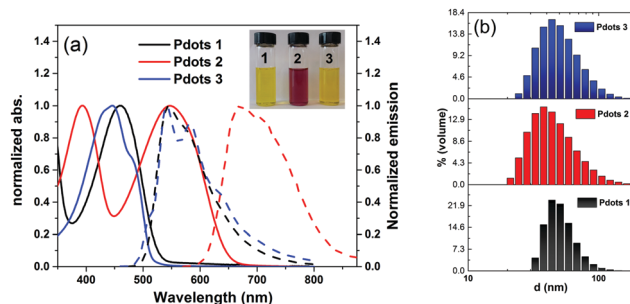 (a)
Pdots 1
Pdots 2
Pdots 3
1 2 3
normalized abs.
1.4
1.2
1.0
0.8
0.6
0.4
0.2
0.0
Normalized emission
1.4
1.2
1.0
0.8
0.6
0.4
0.2
0.0
400 500 600 700 800
Wavelength (nm)
(b)
% (volume)
18.4
13.8
9.2
4.6
0.0
Pdots 3
14.7
9.8
4.9
0.0
Pdots 2
21.9
14.6
7.3
0.0
Pdots 1
10 100
d (nm)